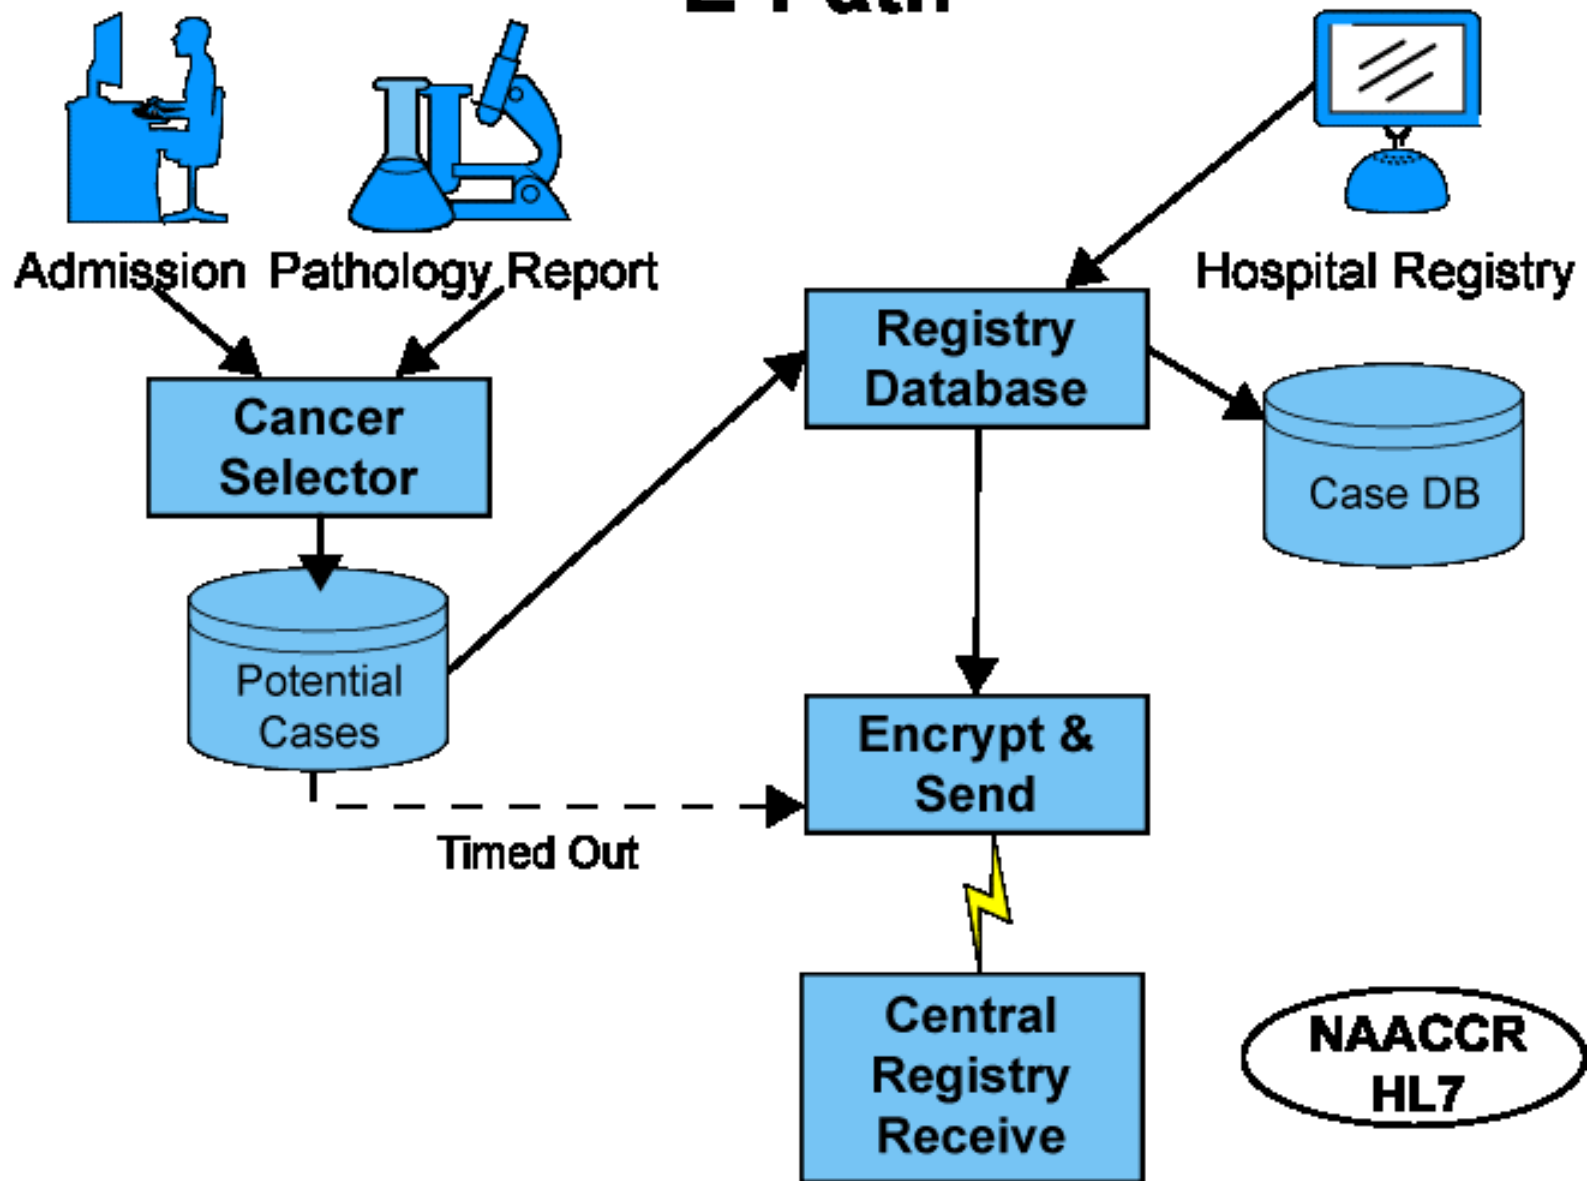 E-Path
Admission
Pathology Report
Hospital Registry
Cancer
Selector
Registry
Database
Case DB
Potential
Cases
Encrypt &
Send
Timed Out
Central
Registry
Receive
NAACCR
HL7